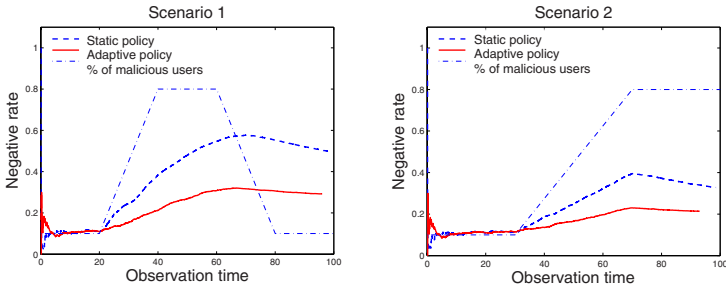 Scenario 1
Negative rate
1
0.8
0.6
0.4
0.2
0
Static policy
Adaptive policy
% of malicious users
0 20 40 60 80 100
Observation time
Scenario 2
Negative rate
1
0.8
0.6
0.4
0.2
0
Static policy
Adaptive policy
% of malicious users
0 20 40 60 80 100
Observation time